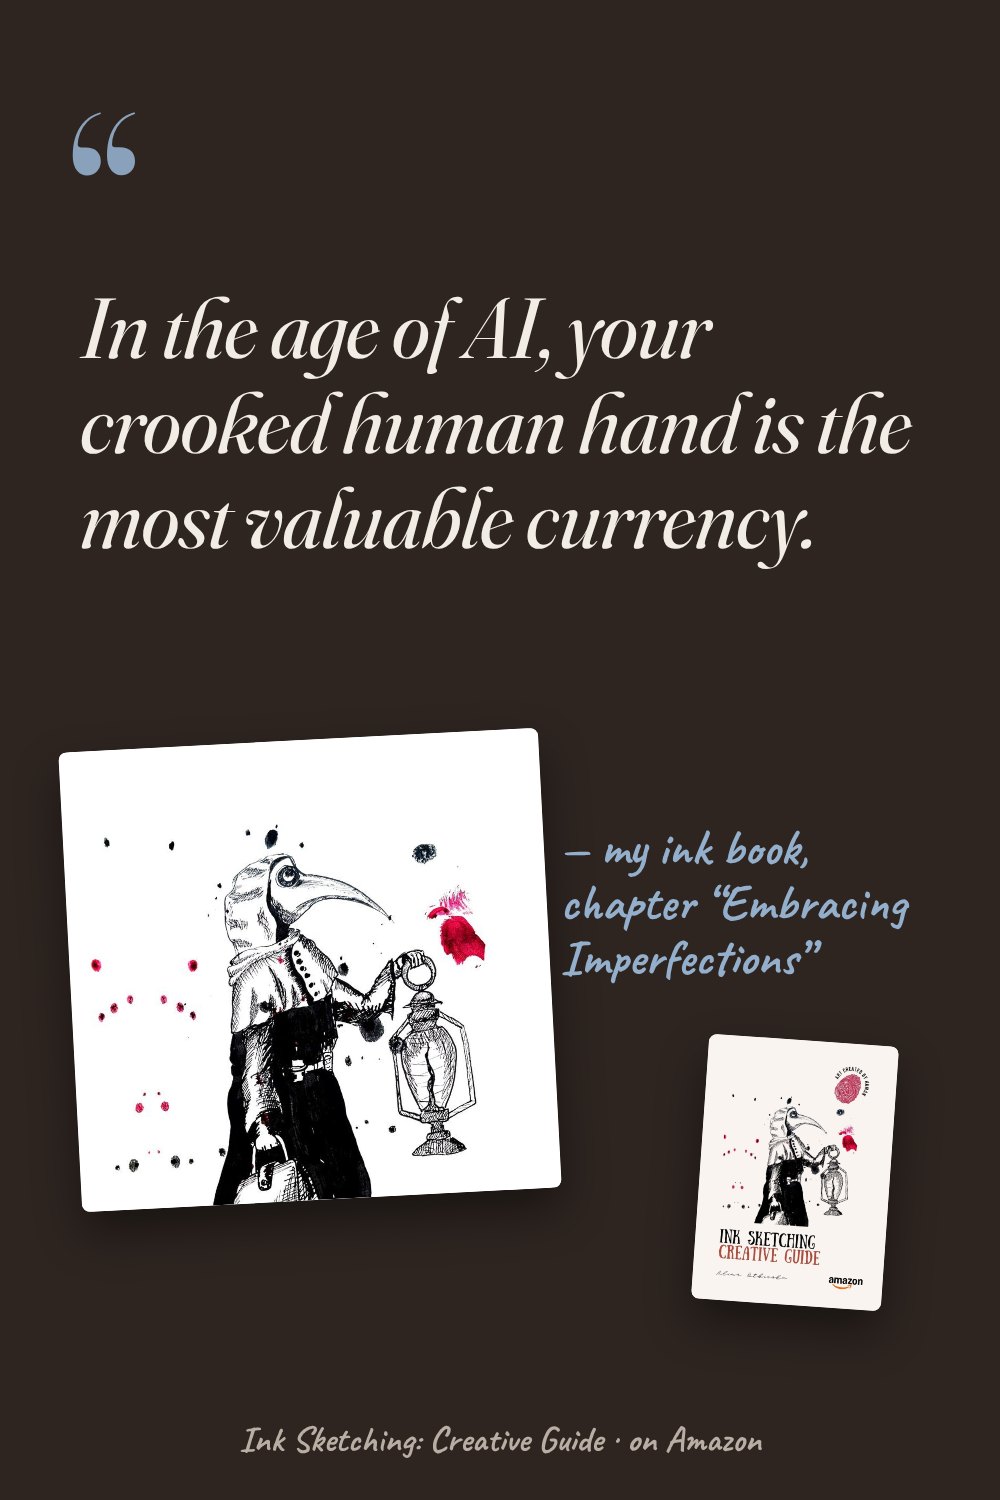 “
In the age of AI, your
crooked human hand is the
most valuable currency.
— my ink book,
chapter “Embracing
Imperfections”
INK SKETCHING
CREATIVE GUIDE
amazon
Ink Sketching: Creative Guide · on Amazon